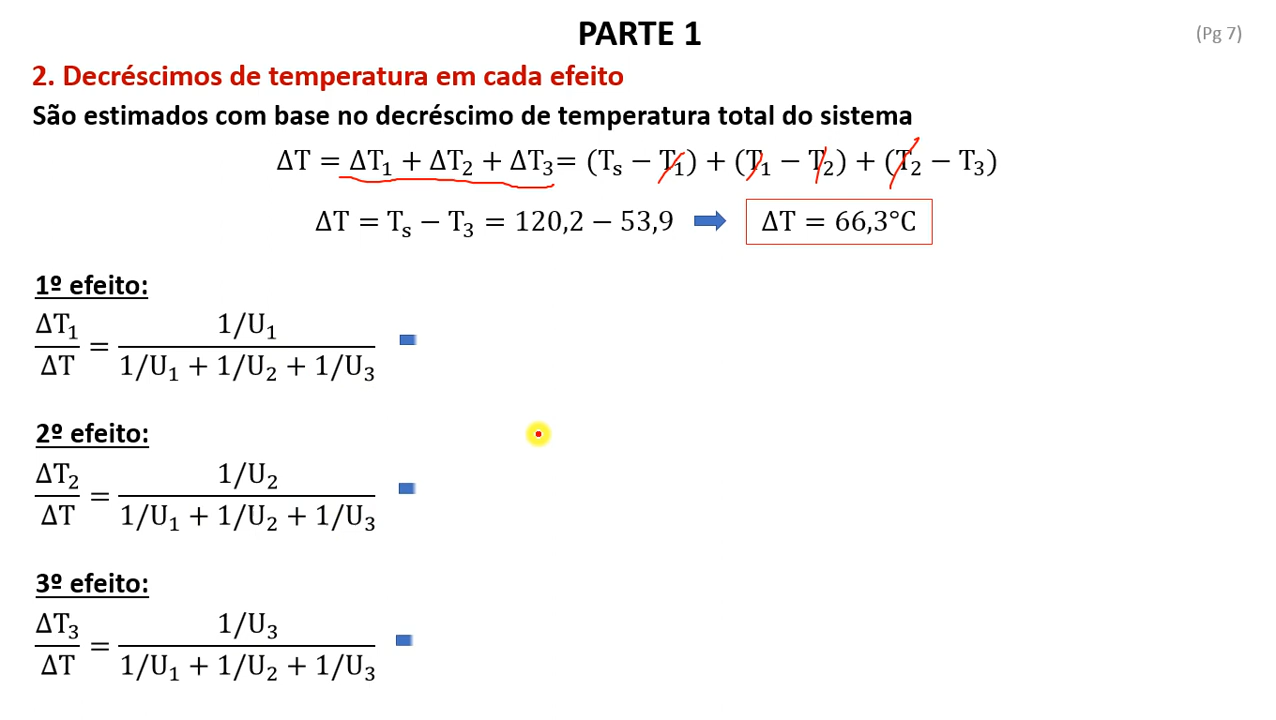 PARTE 1
(Pg 7)
2. Decréscimos de temperatura em cada efeito
São estimados com base no decréscimo de temperatura total do sistema
ΔT = ΔT₁ + ΔT₂ + ΔT₃= (Tₛ − T₁) + (T₁ − T₂) + (T₂ − T₃)
ΔT = Tₛ − T₃ = 120,2 − 53,9 ΔT = 66,3°C
1º efeito:
ΔT₁/ΔT = (1/U₁)/(1/U₁ + 1/U₂ + 1/U₃)
2º efeito:
ΔT₂/ΔT = (1/U₂)/(1/U₁ + 1/U₂ + 1/U₃)
3º efeito:
ΔT₃/ΔT = (1/U₃)/(1/U₁ + 1/U₂ + 1/U₃)